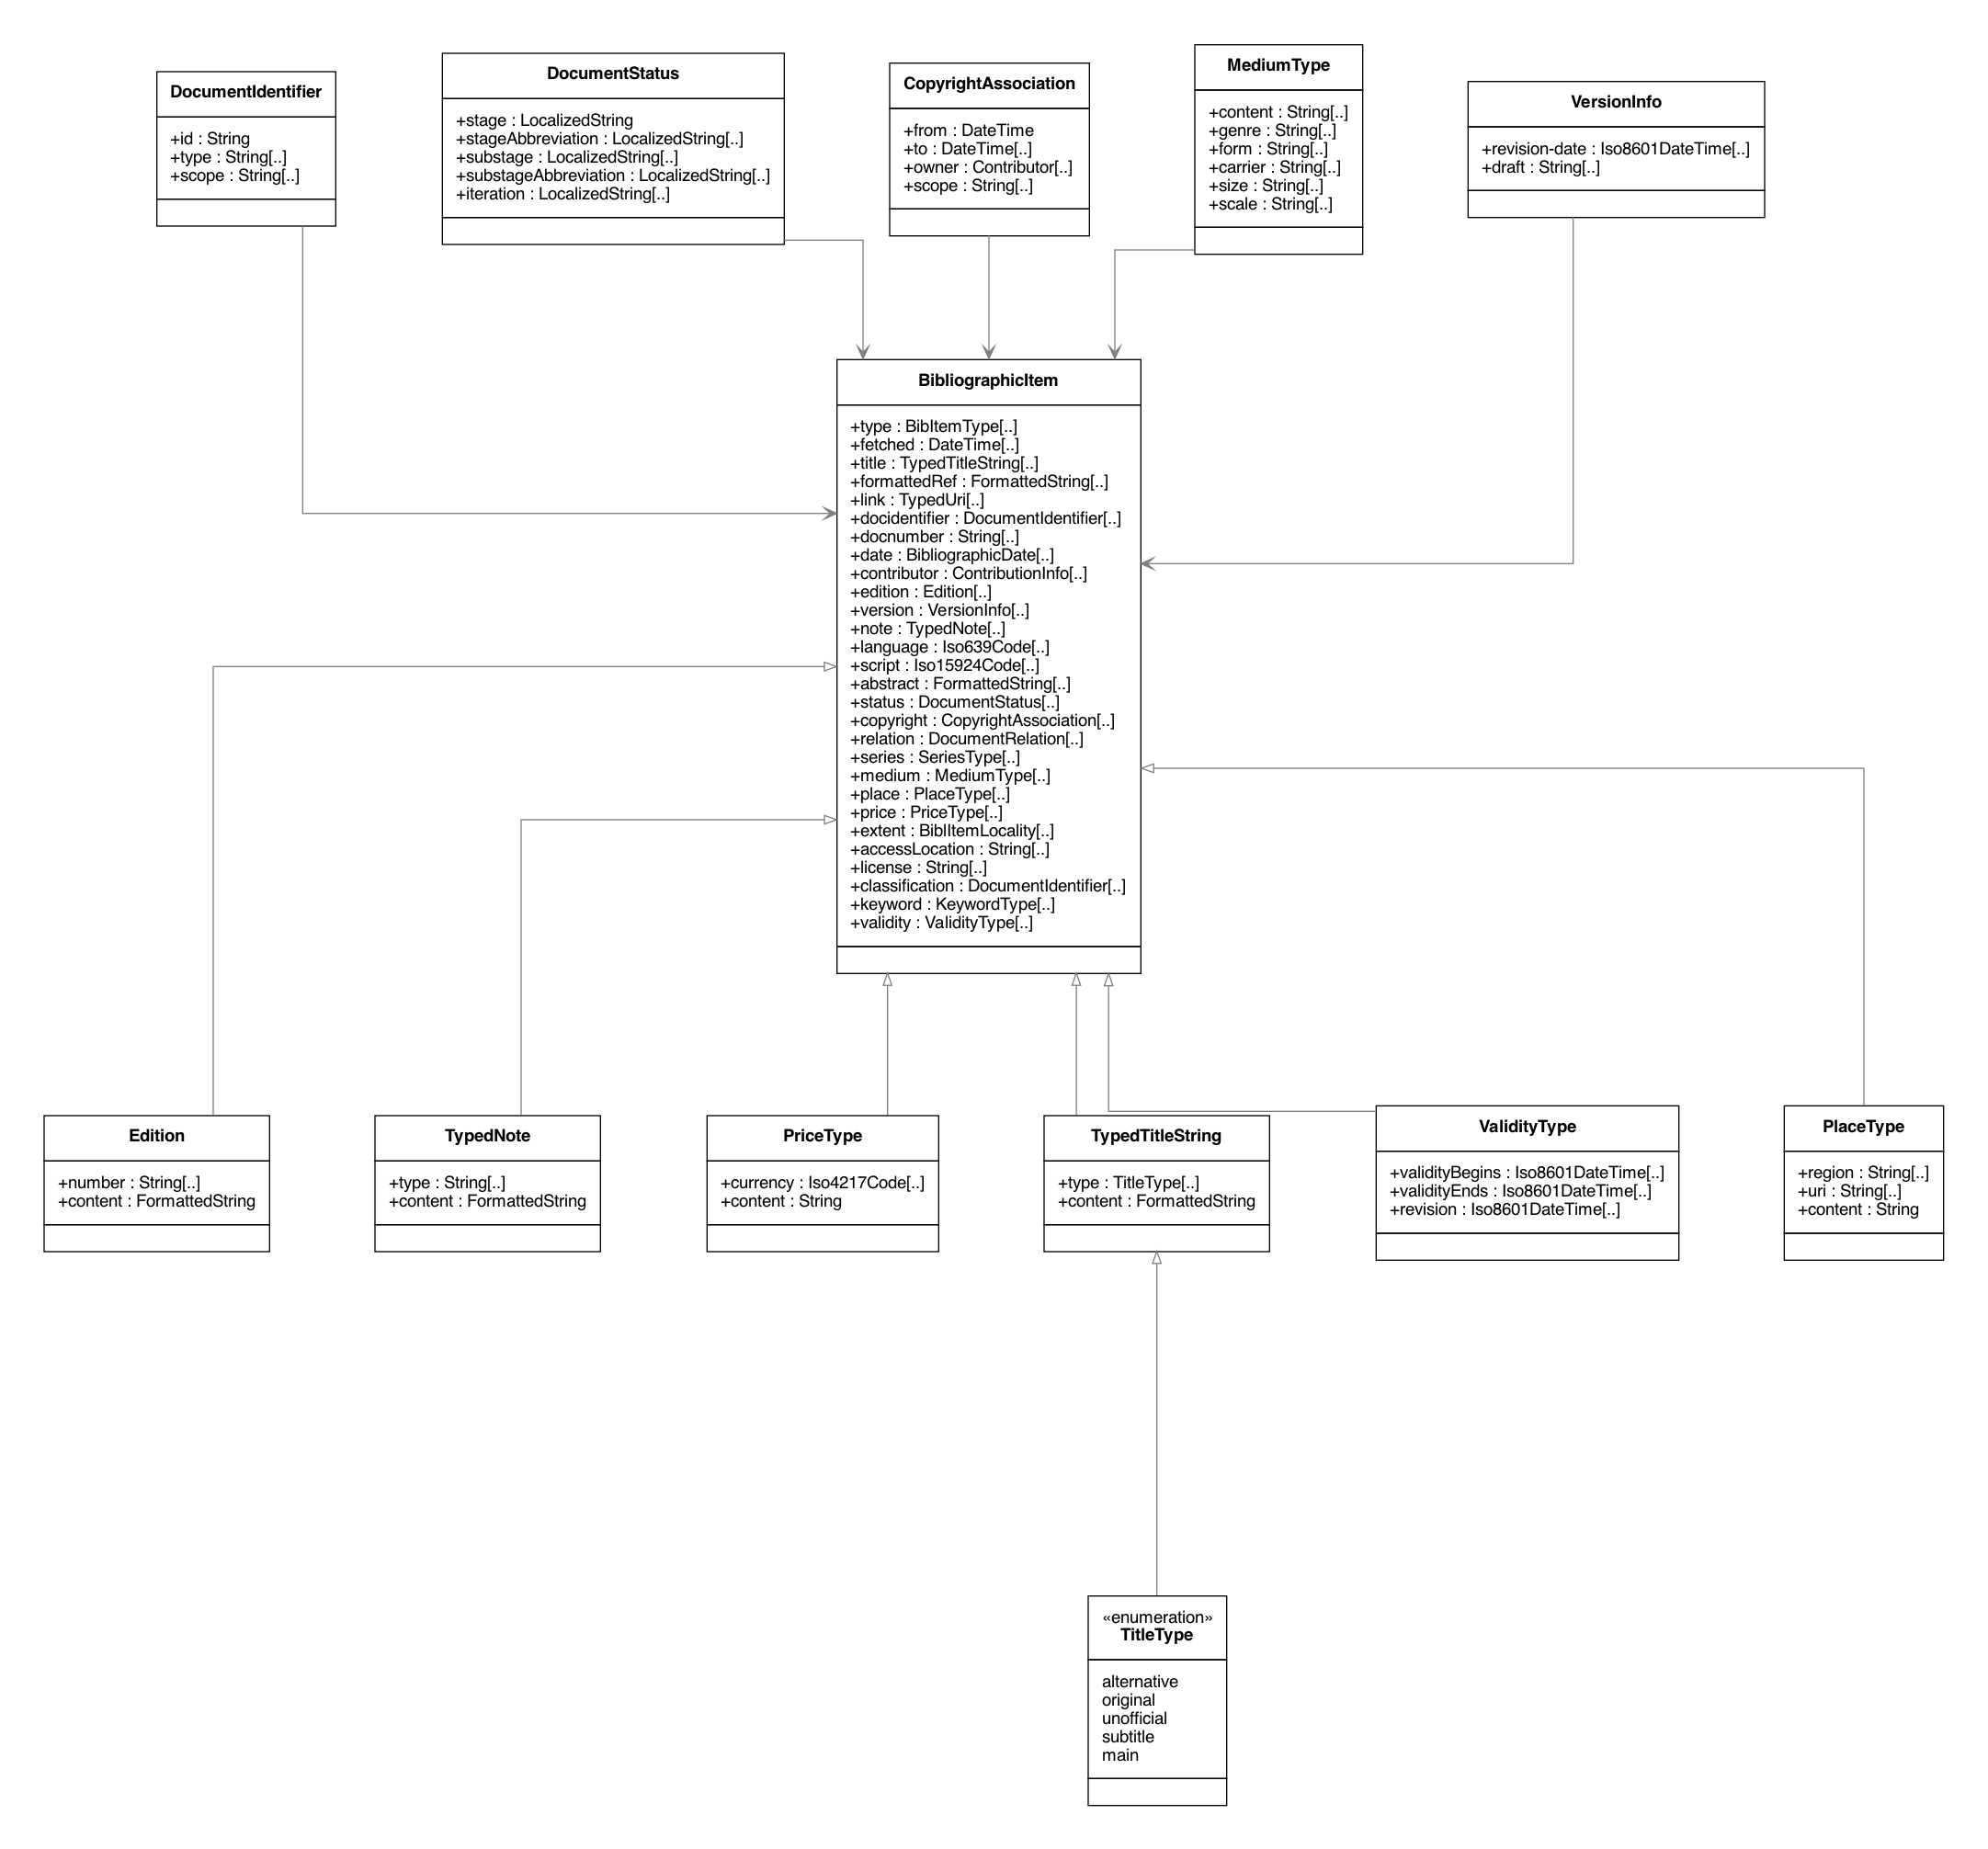 DocumentIdentifier
+id : String
+type : String[..]
+scope : String[..]
DocumentStatus
+stage : LocalizedString
+stageAbbreviation : LocalizedString[..]
+substage : LocalizedString[..]
+substageAbbreviation : LocalizedString[..]
+iteration : LocalizedString[..]
CopyrightAssociation
+from : DateTime
+to : DateTime[..]
+owner : Contributor[..]
+scope : String[..]
MediumType
+content : String[..]
+genre : String[..]
+form : String[..]
+carrier : String[..]
+size : String[..]
+scale : String[..]
VersionInfo
+revision-date : Iso8601DateTime[..]
+draft : String[..]
BibliographicItem
+type : BibItemType[..]
+fetched : DateTime[..]
+title : TypedTitleString[..]
+formattedRef : FormattedString[..]
+link : TypedUri[..]
+docidentifier : DocumentIdentifier[..]
+docnumber : String[..]
+date : BibliographicDate[..]
+contributor : ContributionInfo[..]
+edition : Edition[..]
+version : VersionInfo[..]
+note : TypedNote[..]
+language : Iso639Code[..]
+script : Iso15924Code[..]
+abstract : FormattedString[..]
+status : DocumentStatus[..]
+copyright : CopyrightAssociation[..]
+relation : DocumentRelation[..]
+series : SeriesType[..]
+medium : MediumType[..]
+place : PlaceType[..]
+price : PriceType[..]
+extent : BiblItemLocality[..]
+accessLocation : String[..]
+license : String[..]
+classification : DocumentIdentifier[..]
+keyword : KeywordType[..]
+validity : ValidityType[..]
Edition
+number : String[..]
+content : FormattedString
TypedNote
+type : String[..]
+content : FormattedString
PriceType
+currency : Iso4217Code[..]
+content : String
TypedTitleString
+type : TitleType[..]
+content : FormattedString
ValidityType
+validityBegins : Iso8601DateTime[..]
+validityEnds : Iso8601DateTime[..]
+revision : Iso8601DateTime[..]
PlaceType
+region : String[..]
+uri : String[..]
+content : String
«enumeration»
TitleType
alternative
original
unofficial
subtitle
main